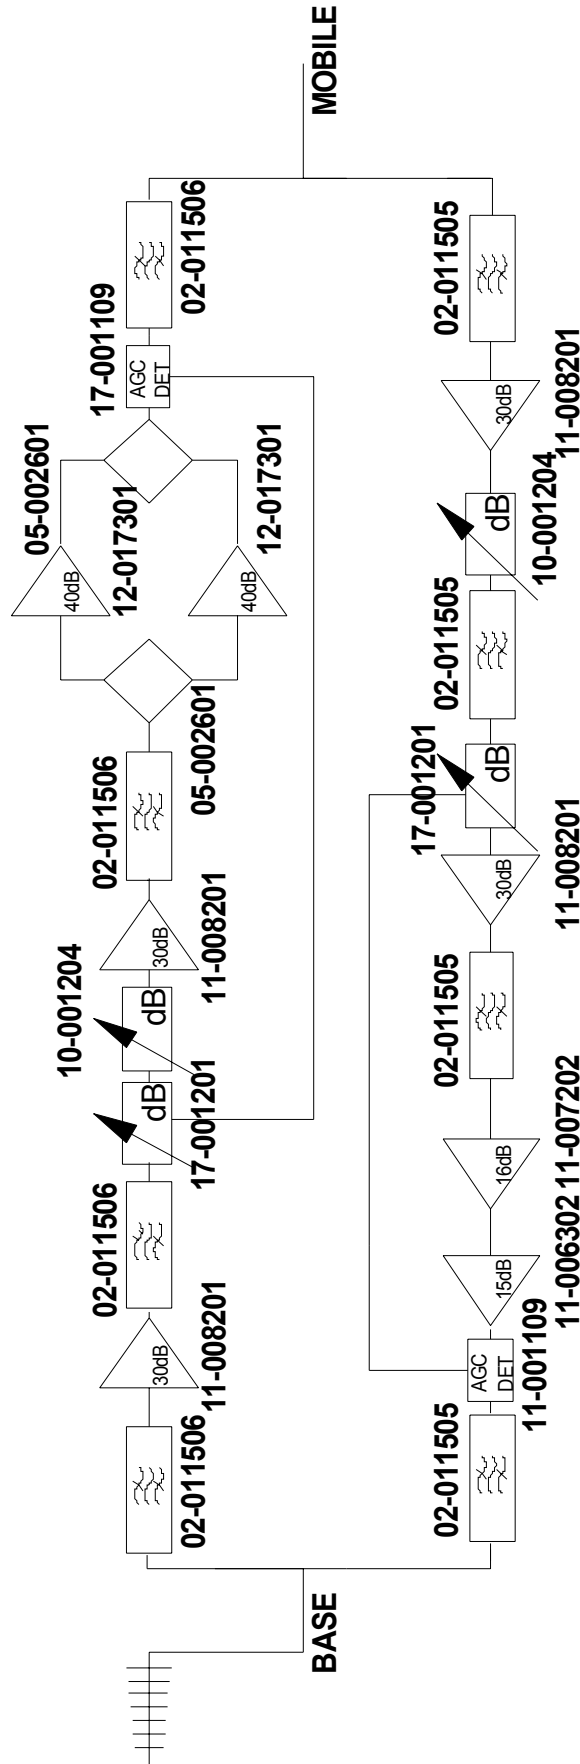 BASE
02-011506
30dB
11-008201
02-011506
17-001201
dB
10-001204
dB
30dB
11-008201
02-011506
05-002601
40dB
12-017301
40dB
12-017301
05-002601
17-001109
AGC
DET
02-011506
MOBILE
02-011505
11-001109
AGC
DET
15dB
11-006302
16dB
11-007202
02-011505
30dB
11-008201
17-001201
dB
02-011505
dB
10-001204
30dB
11-008201
02-011505